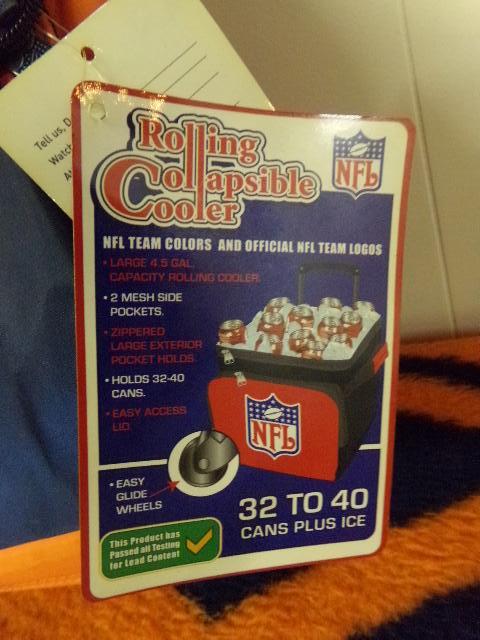 Tell us, D
Watch
Rolling
Collapsible
Cooler
NFL
NFL TEAM COLORS AND OFFICIAL NFL TEAM LOGOS
• LARGE 4.5 GAL.
CAPACITY ROLLING COOLER.
• 2 MESH SIDE
POCKETS.
• ZIPPERED
LARGE EXTERIOR
POCKET HOLDS.
• HOLDS 32-40
CANS.
• EASY ACCESS
LID.
NFL
• EASY
GLIDE
WHEELS
32 TO 40
CANS PLUS ICE
This Product has
Passed all Testing
for Lead Content